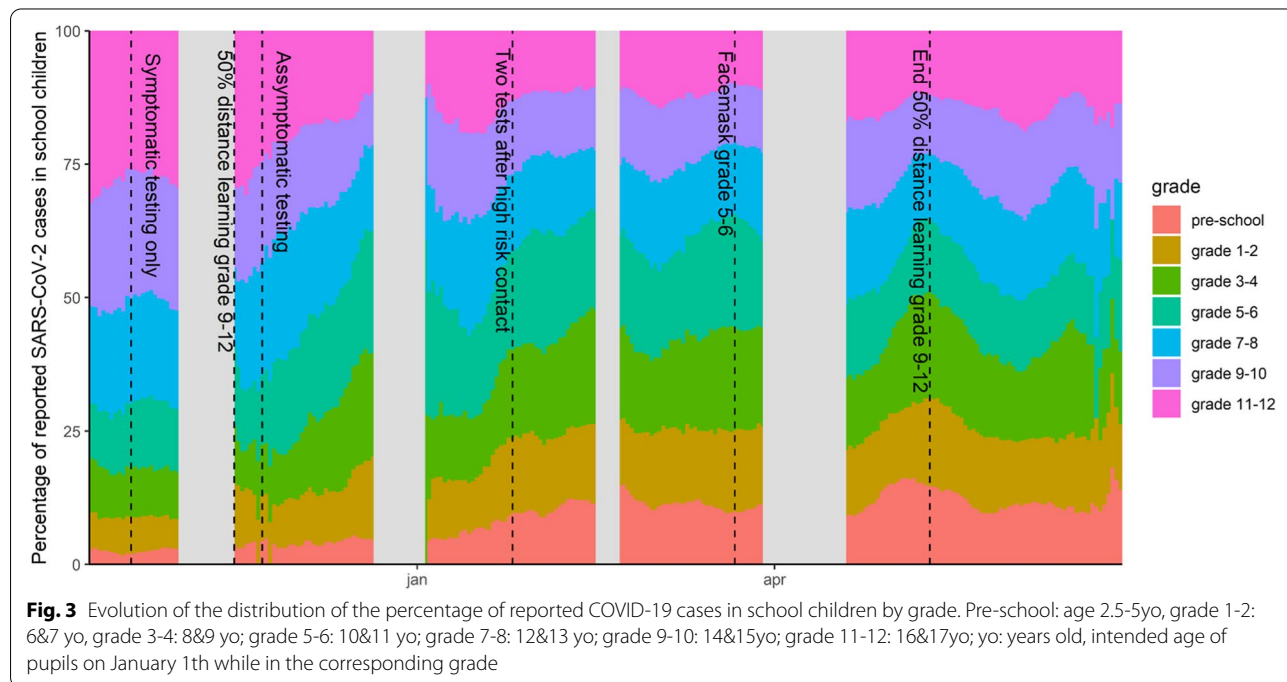 Percentage of reported SARS-CoV-2 cases in school children
100
75
50
25
0
Symptomatic testing only
50% distance learning grade 9-12
Assymptomatic testing
Two tests after high risk contact
Facemask grade 5-6
End 50% distance learning grade 9-12
jan
apr
grade
pre-school
grade 1-2
grade 3-4
grade 5-6
grade 7-8
grade 9-10
grade 11-12
Fig. 3 Evolution of the distribution of the percentage of reported COVID-19 cases in school children by grade. Pre-school: age 2.5-5yo, grade 1-2:
6&7 yo, grade 3-4: 8&9 yo; grade 5-6: 10&11 yo; grade 7-8: 12&13 yo; grade 9-10: 14&15yo; grade 11-12: 16&17yo; yo: years old, intended age of
pupils on January 1th while in the corresponding grade